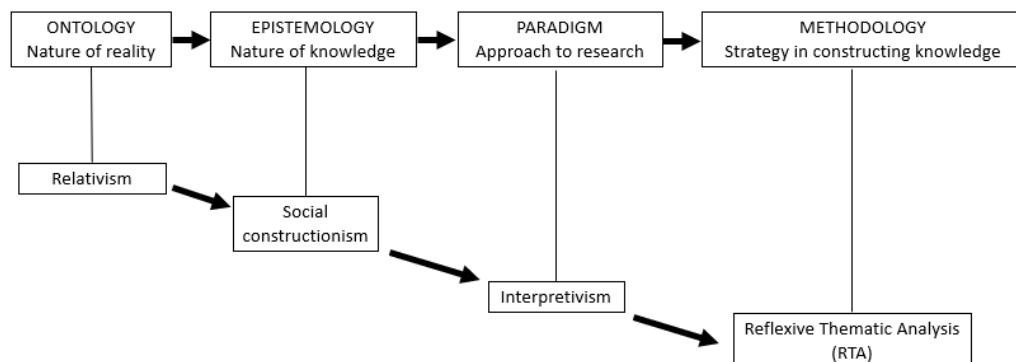 ONTOLOGY
Nature of reality
EPISTEMOLOGY
Nature of knowledge
PARADIGM
Approach to research
METHODOLOGY
Strategy in constructing knowledge
Relativism
Social
constructionism
Interpretivism
Reflexive Thematic Analysis
(RTA)